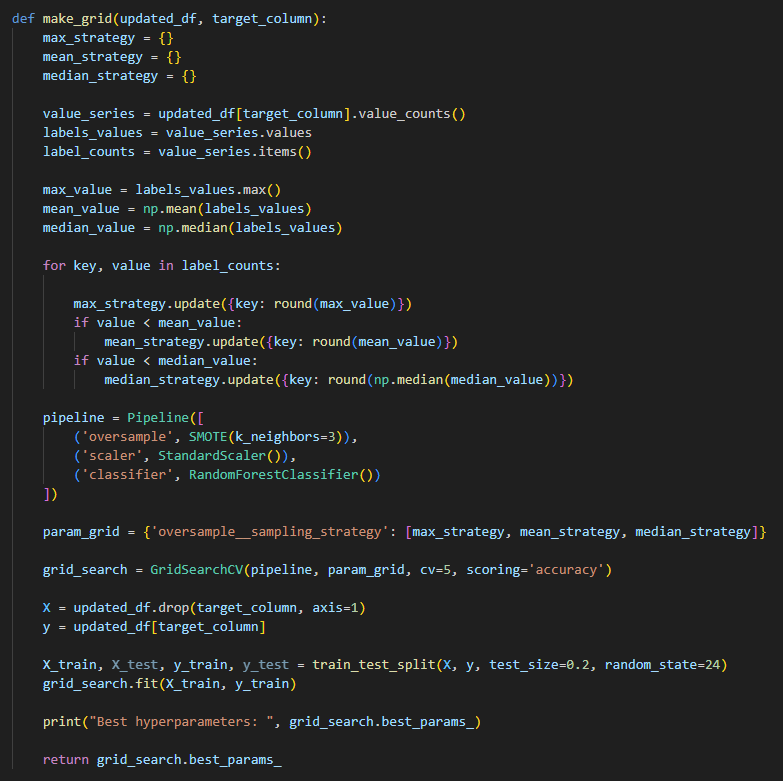 def make_grid(updated_df, target_column):
    max_strategy = {}
    mean_strategy = {}
    median_strategy = {}

    value_series = updated_df[target_column].value_counts()
    labels_values = value_series.values
    label_counts = value_series.items()

    max_value = labels_values.max()
    mean_value = np.mean(labels_values)
    median_value = np.median(labels_values)

    for key, value in label_counts:

        max_strategy.update({key: round(max_value)})
        if value < mean_value:
            mean_strategy.update({key: round(mean_value)})
        if value < median_value:
            median_strategy.update({key: round(np.median(median_value))})

    pipeline = Pipeline([
        ('oversample', SMOTE(k_neighbors=3)),
        ('scaler', StandardScaler()),
        ('classifier', RandomForestClassifier())
    ])

    param_grid = {'oversample__sampling_strategy': [max_strategy, mean_strategy, median_strategy]}

    grid_search = GridSearchCV(pipeline, param_grid, cv=5, scoring='accuracy')

    X = updated_df.drop(target_column, axis=1)
    y = updated_df[target_column]

    X_train, X_test, y_train, y_test = train_test_split(X, y, test_size=0.2, random_state=24)
    grid_search.fit(X_train, y_train)

    print("Best hyperparameters: ", grid_search.best_params_)

    return grid_search.best_params_